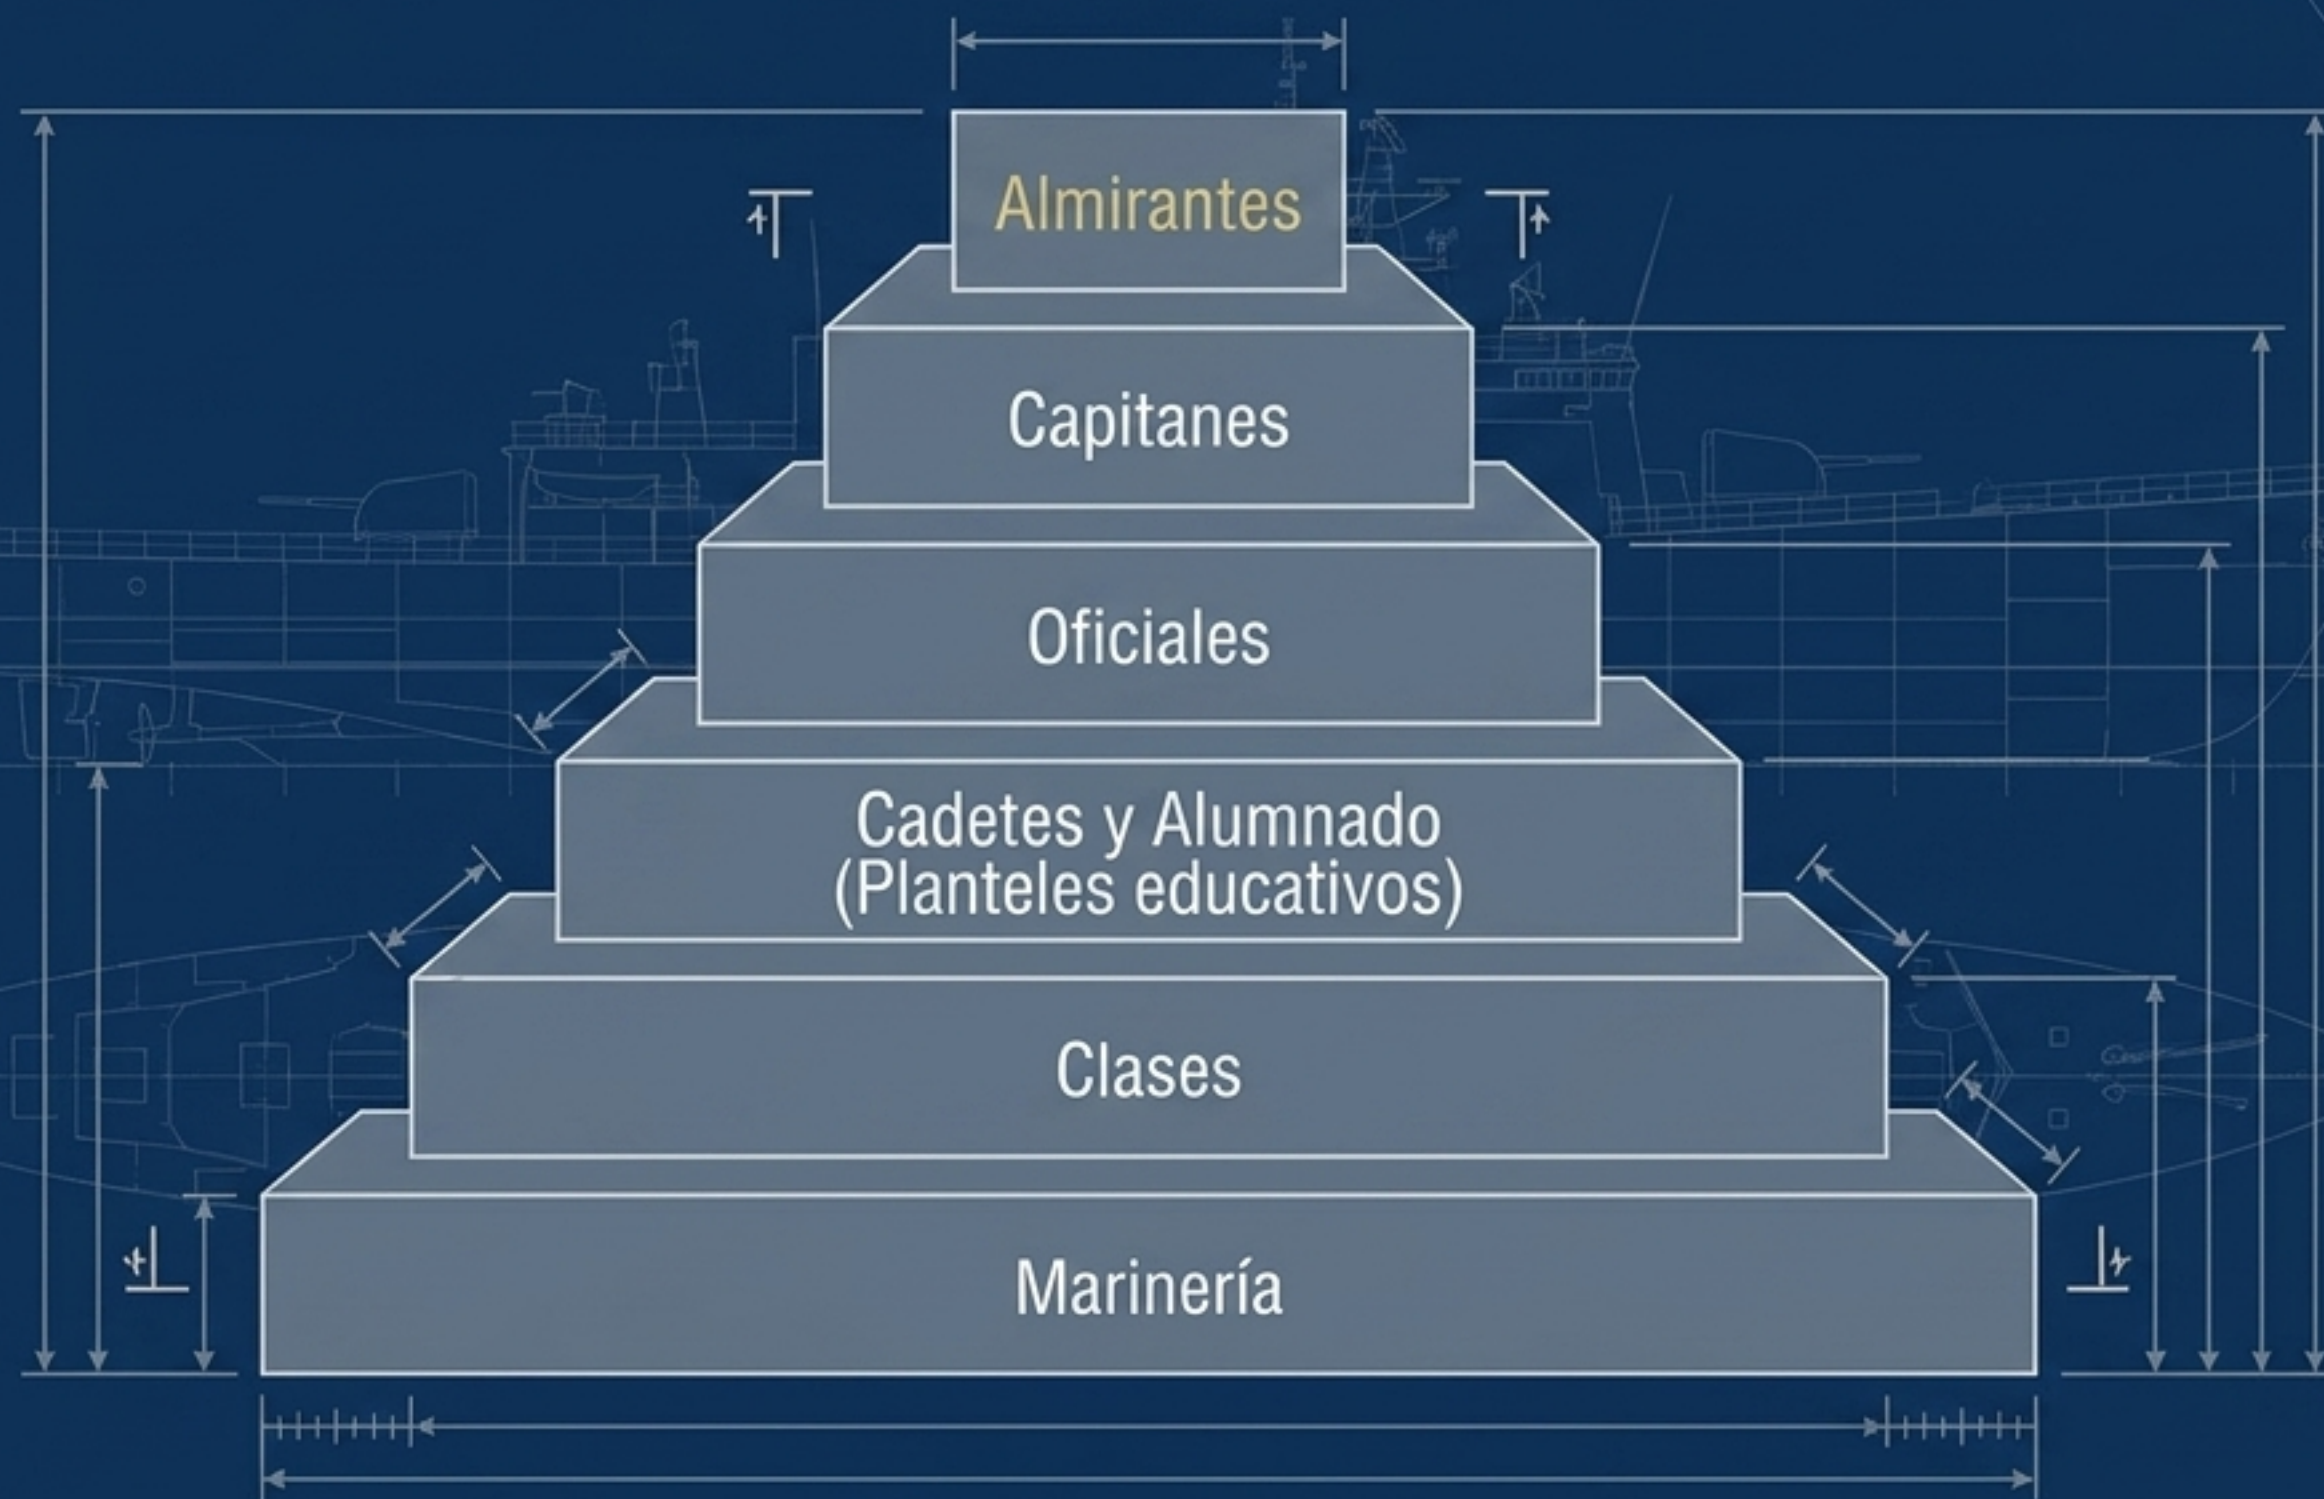 Almirantes
Capitanes
Oficiales
Cadetes y Alumnado
(Planteles educativos)
Clases
Marinería